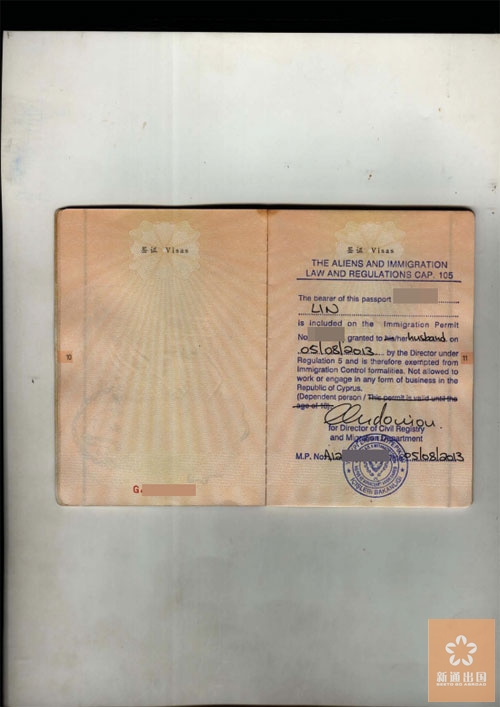 签证 Visas
10
G
签证 Visas
THE ALIENS AND IMMIGRATION
LAW AND REGULATIONS CAP. 105
The bearer of this passport
LIN
is included on the Immigration Permit
No. granted to his/her husband on
05/08/2013 by the Director under
Regulation 5 and is therefore exempted from
Immigration Control formalities. Not allowed to
work or engage in any form of business in the
Republic of Cyprus.
(Dependent person / This permit is valid until the
age of 18).
for Director of Civil Registry
and Migration Department
M.P. No. A12 05/08/2013
11
新通出国